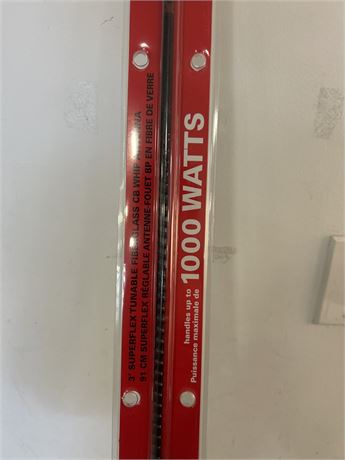 3' SUPERFLEX TUNABLE FIBERGLASS CB WHIP ANTENNA
91 CM SUPERFLEX RÉGLABLE ANTENNE-FOUET BP EN FIBRE DE VERRE
handles up to
Puissance maximale de
1000 WATTS